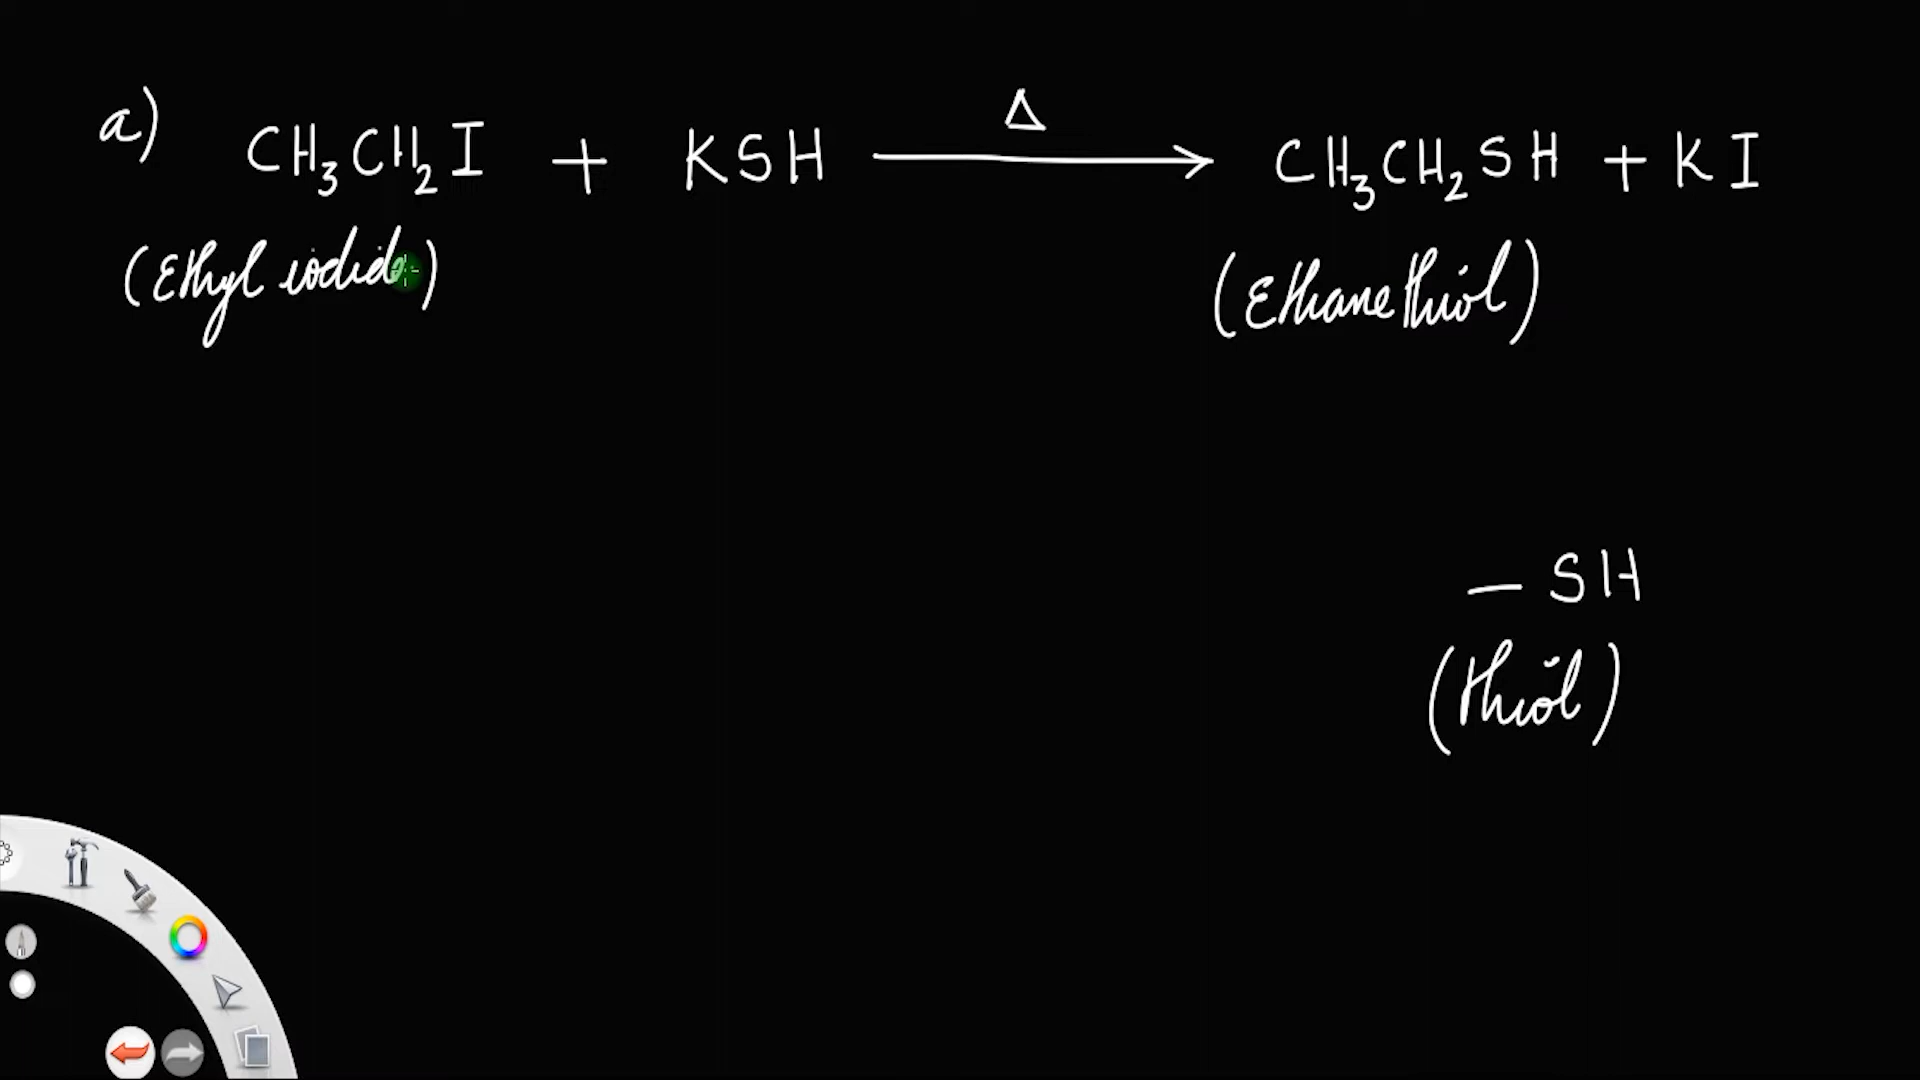 a) CH₃CH₂I + KSH —Δ→ CH₃CH₂SH + KI
(Ethyl iodide) (Ethanethiol)
— SH
(thiol)